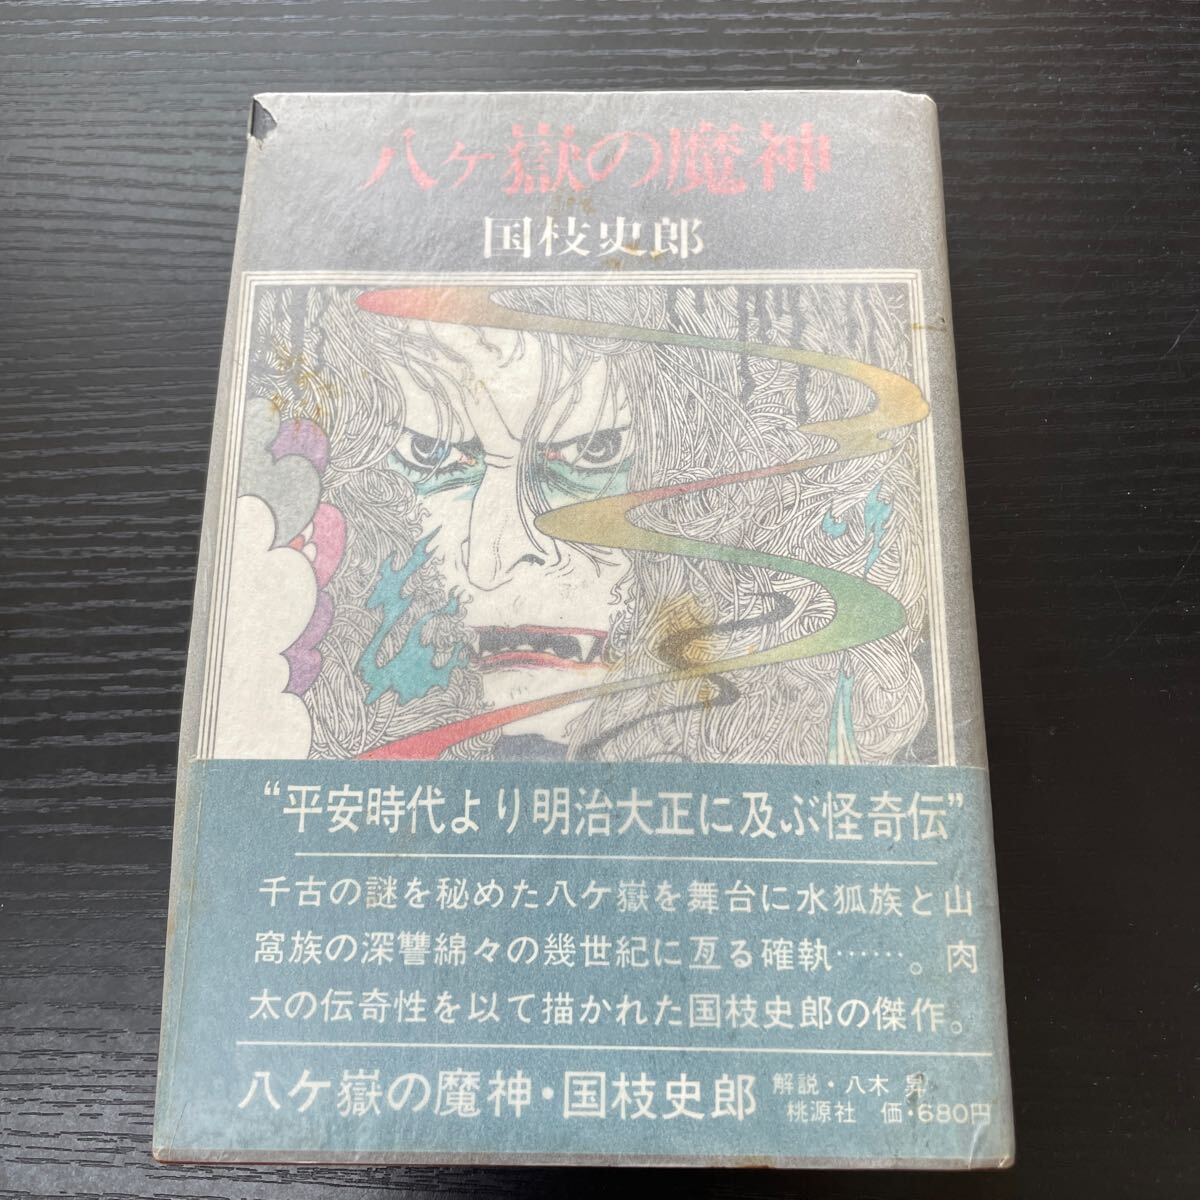 八ヶ嶽の魔神
国枝史郎
“平安時代より明治大正に及ぶ怪奇伝”
千古の謎を秘めた八ケ嶽を舞台に水狐族と山
窩族の深讐綿々の幾世紀に亙る確執……。肉
太の伝奇性を以て描かれた国枝史郎の傑作。
八ケ嶽の魔神・国枝史郎
解説・八木 昇
桃源社 価・680円